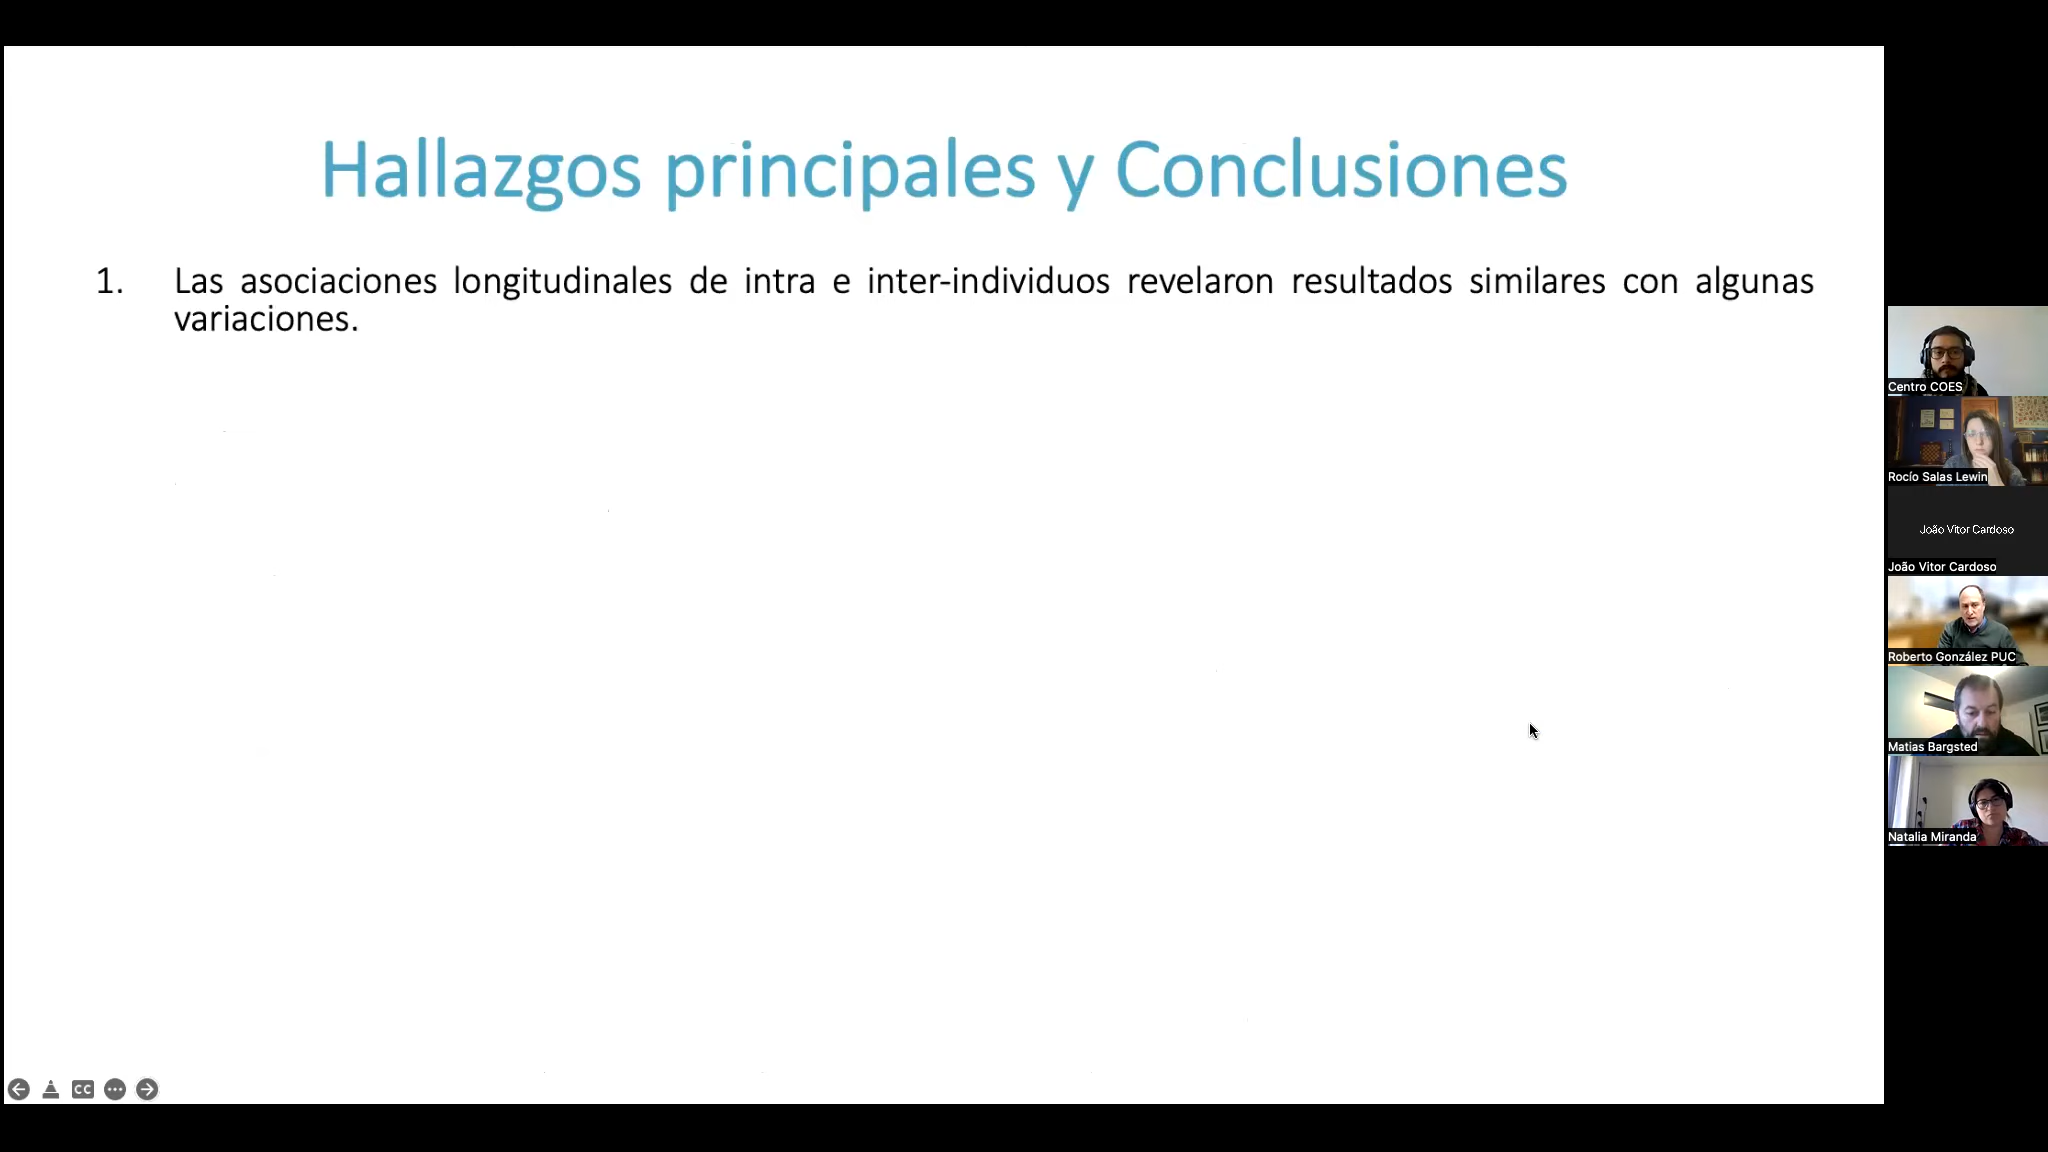 Hallazgos principales y Conclusiones
1. Las asociaciones longitudinales de intra e inter-individuos revelaron resultados similares con algunas
variaciones.
Centro COES
Rocío Salas Lewin
João Vitor Cardoso
João Vitor Cardoso
Roberto González PUC
Matias Bargsted
Natalia Miranda
CC